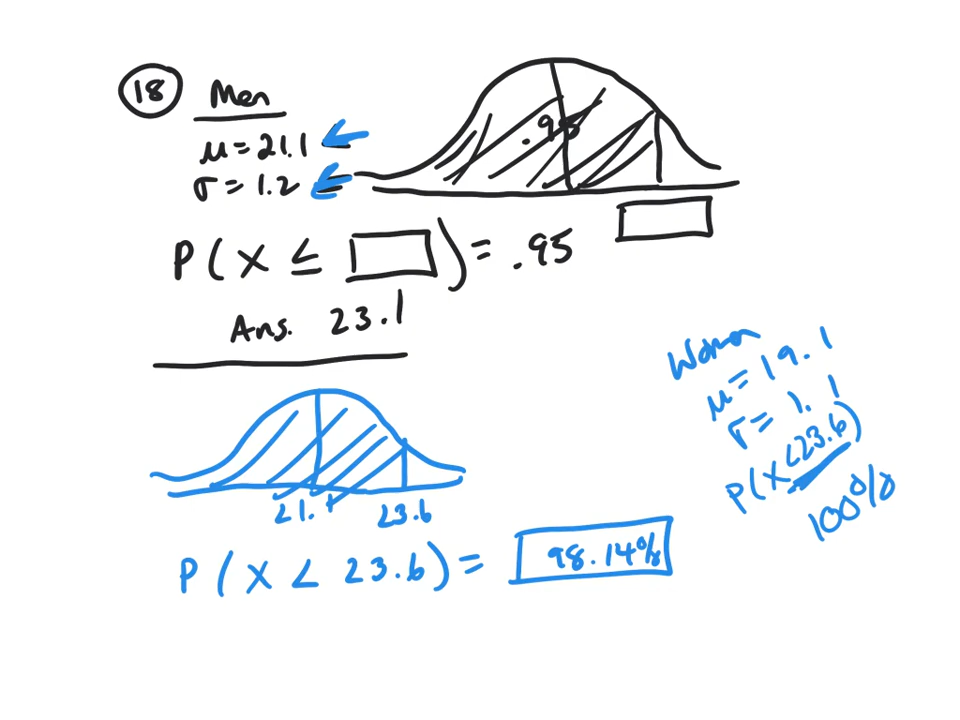 18 Men
μ = 21.1
σ = 1.2
.95
P(X ≤ ) = .95
Ans. 23.1
Women
μ = 19.1
σ = 1.1
P(X < 23.6)
100%
21.1 23.6
P(X < 23.6) = 98.14%